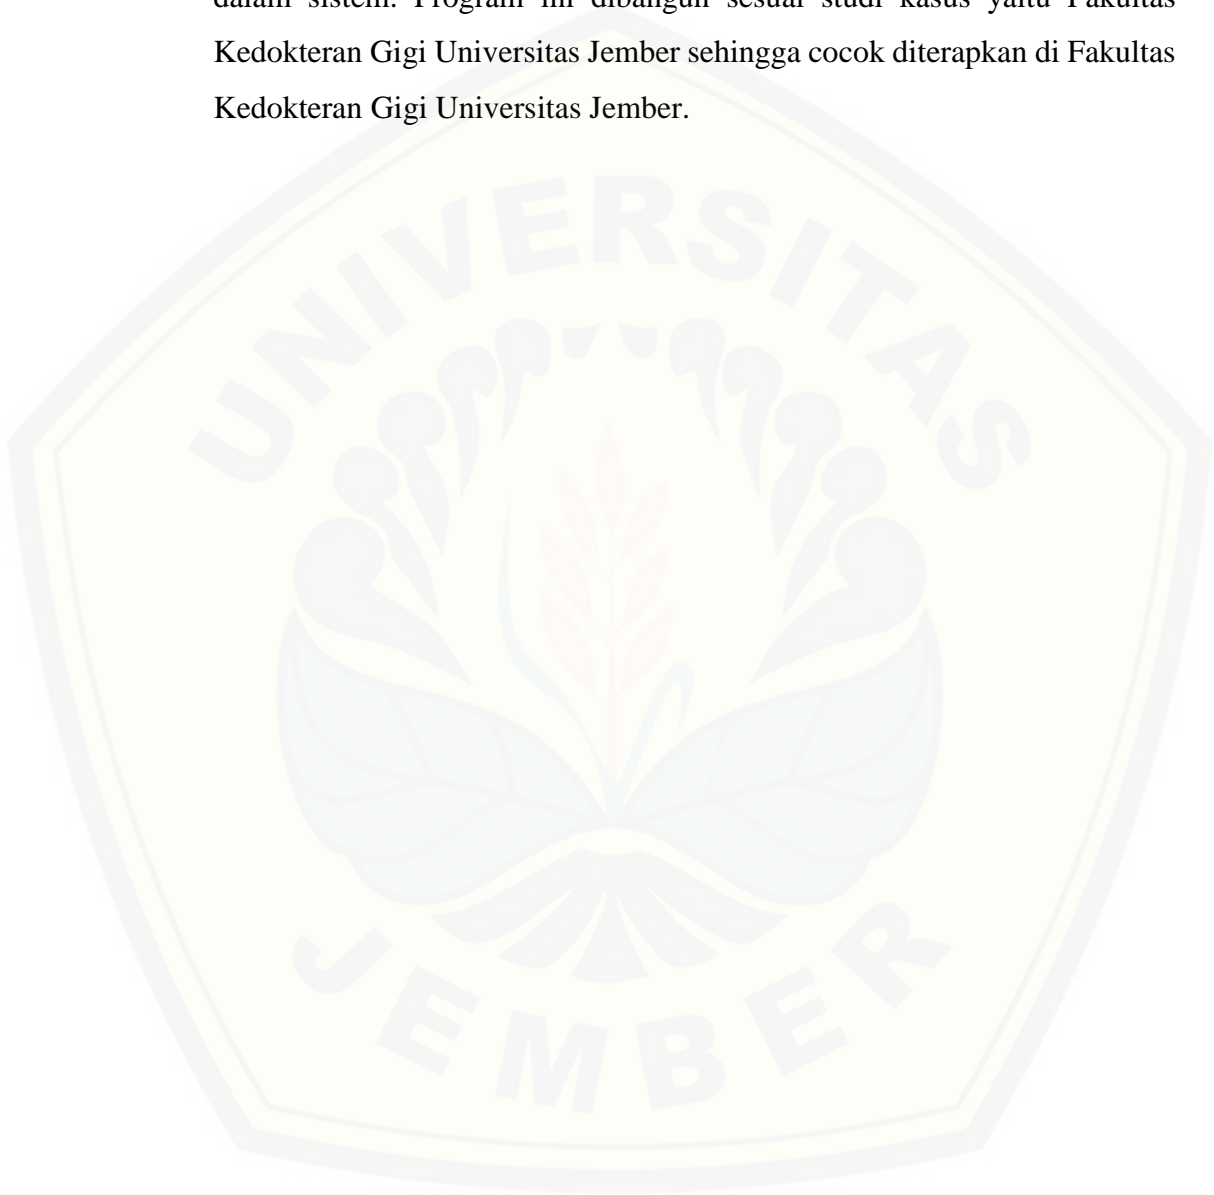 dalam sistem. Program ini dibangun sesuai studi kasus yaitu Fakultas
Kedokteran Gigi Universitas Jember sehingga cocok diterapkan di Fakultas
Kedokteran Gigi Universitas Jember.
UNIVERSITAS
JEMBER